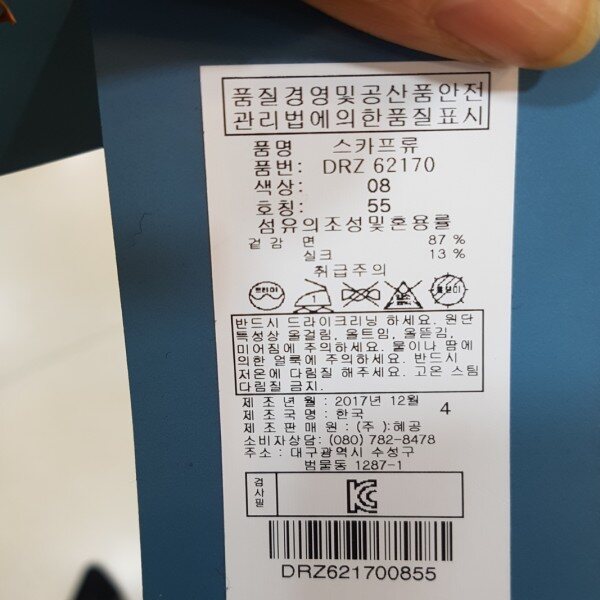 품질경영및공산품안전
관리법에의한품질표시
품명 스카프류
품번: DRZ 62170
색상: 08
호칭: 55
섬유의조성및혼용률
겉감 면 87 %
실크 13 %
취급주의
드라이
1
반드시 드라이크리닝 하세요. 원단
특성상 올걸림, 올트임, 올뜯김,
미어짐에 주의하세요. 물이나 땀에
의한 얼룩에 주의하세요. 반드시
저온에 다림질 해주세요. 고온 스팀
다림질 금지.
제 조 년 월 : 2017년 12월
제 조 국 명 : 한국 4
제 조 판 매 원 : (주 ):혜공
소비자상담: (080) 782-8478
주소 : 대구광역시 수성구
범물동 1287-1
검사필
KC
DRZ621700855